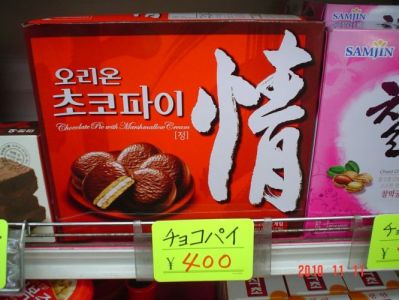 오리온
초코파이
情
Chocolate Pie with Marshmallow Cream
[정]
SAMJIN
SAMJIN
찰
チョコパイ
¥400
2010 11 11